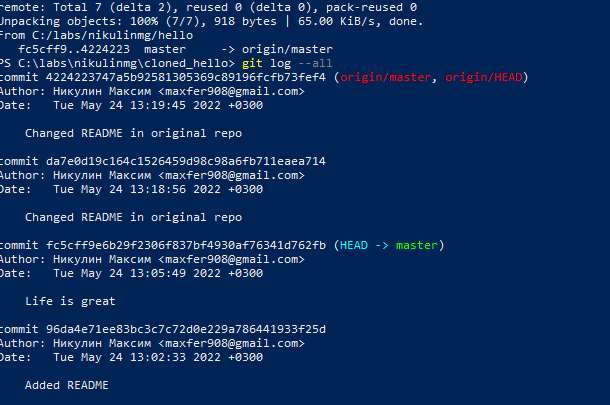 remote: Total 7 (delta 2), reused 0 (delta 0), pack-reused 0
Unpacking objects: 100% (7/7), 918 bytes | 65.00 KiB/s, done.
From C:/labs/nikulinmg/hello
   fc5cff9..4224223  master     -> origin/master
PS C:\labs\nikulinmg\cloned_hello> git log --all
commit 4224223747a5b92581305369c89196fcfb73fef4 (origin/master, origin/HEAD)
Author: Никулин Максим <maxfer908@gmail.com>
Date:   Tue May 24 13:19:45 2022 +0300
    Changed README in original repo
commit da7e0d19c164c1526459d98c98a6fb711eaea714
Author: Никулин Максим <maxfer908@gmail.com>
Date:   Tue May 24 13:18:56 2022 +0300
    Changed README in original repo
commit fc5cff9e6b29f2306f837bf4930af76341d762fb (HEAD -> master)
Author: Никулин Максим <maxfer908@gmail.com>
Date:   Tue May 24 13:05:49 2022 +0300
    Life is great
commit 96da4e71ee83bc3c7c72d0e229a786441933f25d
Author: Никулин Максим <maxfer908@gmail.com>
Date:   Tue May 24 13:02:33 2022 +0300
    Added README